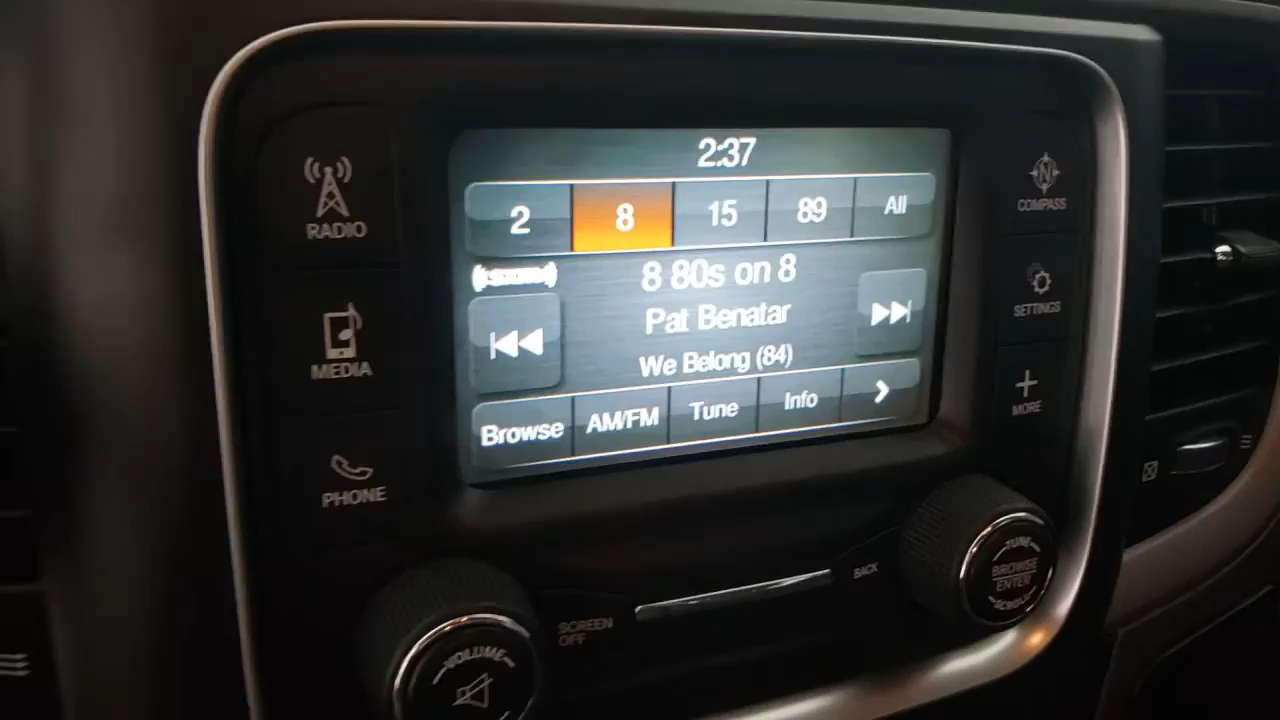 2:37
2 8 15 89 All
8 80s on 8
Pat Benatar
We Belong (84)
Browse AM/FM Tune Info
RADIO
MEDIA
PHONE
N
COMPASS
SETTINGS
MORE
VOLUME
SCREEN
OFF
BACK
TUNE
BROWSE
ENTER
SCROLL